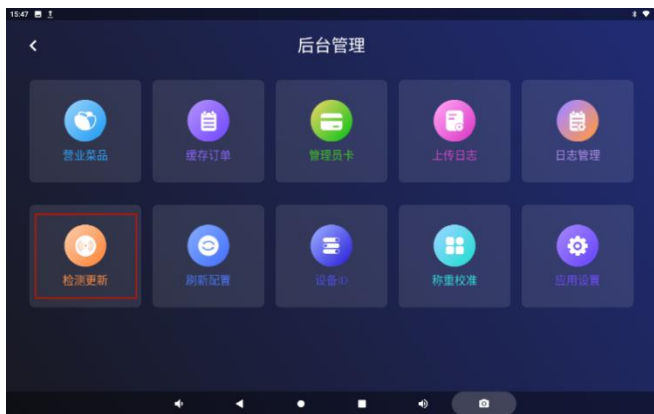 15:47
后台管理
营业菜品
缓存订单
管理员卡
上传日志
日志管理
检测更新
刷新配置
设备ID
称重校准
应用设置